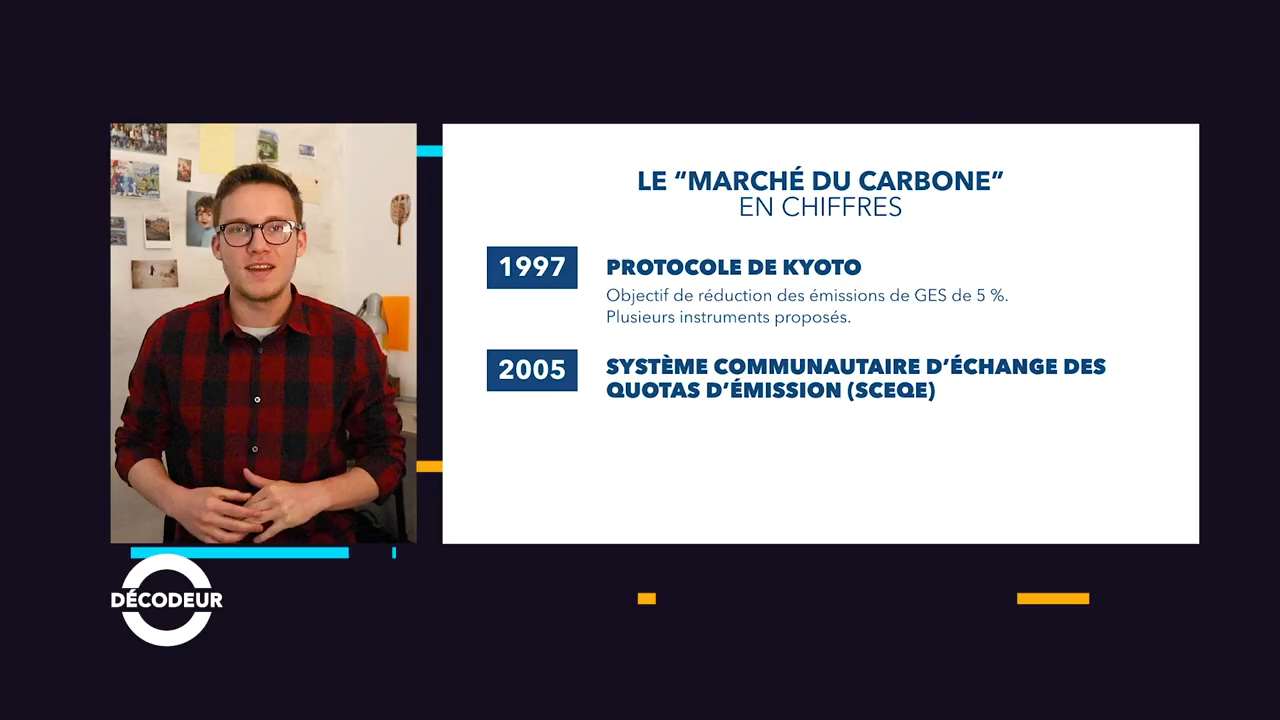 LE “MARCHÉ DU CARBONE”
EN CHIFFRES
1997
PROTOCOLE DE KYOTO
Objectif de réduction des émissions de GES de 5 %.
Plusieurs instruments proposés.
2005
SYSTÈME COMMUNAUTAIRE D’ÉCHANGE DES
QUOTAS D’ÉMISSION (SCEQE)
DÉCODEUR